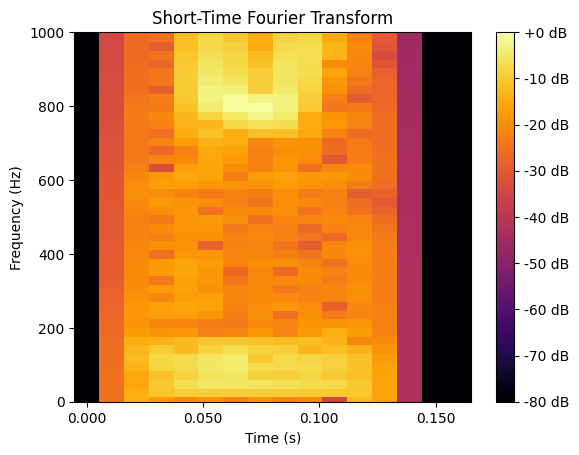 Short-Time Fourier Transform
Frequency (Hz)
1000
800
600
400
200
0
0.000
0.050
0.100
0.150
Time (s)
+0 dB
-10 dB
-20 dB
-30 dB
-40 dB
-50 dB
-60 dB
-70 dB
-80 dB